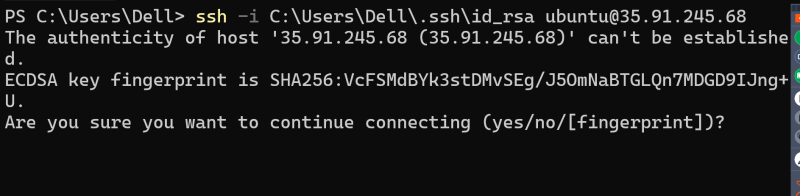 PS C:\Users\Dell> ssh -i C:\Users\Dell\.ssh\id_rsa ubuntu@35.91.245.68
The authenticity of host '35.91.245.68 (35.91.245.68)' can't be establishe
d.
ECDSA key fingerprint is SHA256:VcFSMdBYk3stDMvSEg/J5OmNaBTGLQn7MDGD9IJng+
U.
Are you sure you want to continue connecting (yes/no/[fingerprint])?